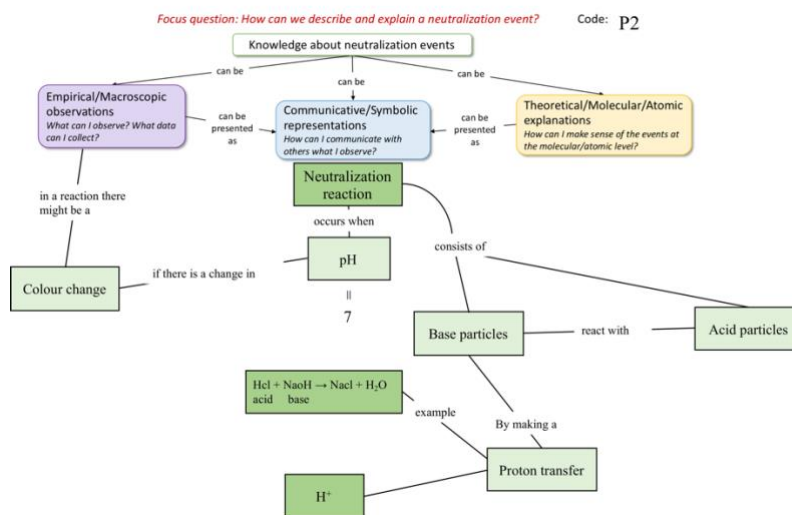 Focus question: How can we describe and explain a neutralization event?
Code: P2
Knowledge about neutralization events
can be
can be
can be
Empirical/Macroscopic
observations
What can I observe? What data
can I collect?
can be
presented
as
Communicative/Symbolic
representations
How can I communicate with
others what I observe?
can be
presented
as
Theoretical/Molecular/Atomic
explanations
How can I make sense of the events at
the molecular/atomic level?
in a reaction there
might be a
Neutralization
reaction
occurs when
consists of
Colour change
if there is a change in
pH
=
7
Base particles
react with
Acid particles
Hcl + NaoH → Nacl + H₂O
acid base
example
By making a
Proton transfer
H⁺